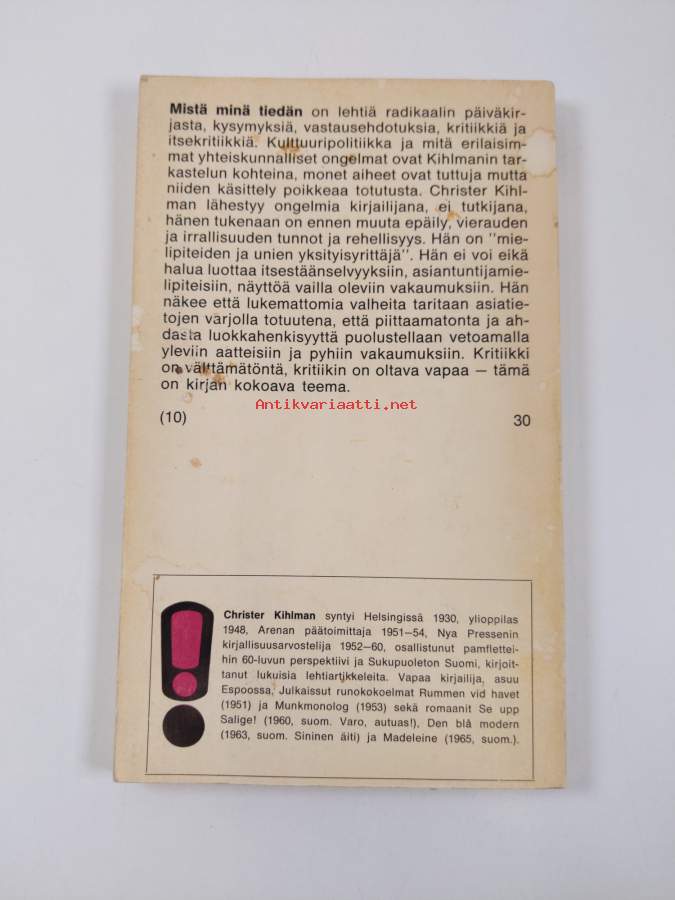 Mistä minä tiedän on lehtiä radikaalin päiväkir-
jasta, kysymyksiä, vastausehdotuksia, kritiikkiä ja
itsekritiikkiä. Kulttuuripolitiikka ja mitä erilaisim-
mat yhteiskunnalliset ongelmat ovat Kihlmanin tar-
kastelun kohteina, monet aiheet ovat tuttuja mutta
niiden käsittely poikkeaa totutusta. Christer Kihl-
man lähestyy ongelmia kirjailijana, ei tutkijana,
hänen tukenaan on ennen muuta epäily, vierauden
ja irrallisuuden tunnot ja rehellisyys. Hän on "mie-
lipiteiden ja unien yksityisyrittäjä". Hän ei voi eikä
halua luottaa itsestäänselvyyksiin, asiantuntijamie-
lipiteisiin, näyttöä vailla oleviin vakaumuksiin. Hän
näkee että lukemattomia valheita taritaan asiatie-
tojen varjolla totuutena, että piittaamatonta ja ah-
dasta luokkahenkisyyttä puolustellaan vetoamalla
yleviin aatteisiin ja pyhiin vakaumuksiin. Kritiikki
on välttämätöntä, kritiikin on oltava vapaa — tämä
on kirjan kokoava teema.
Antikvariaatti.net
(10) 30
Christer Kihlman syntyi Helsingissä 1930, ylioppilas
1948, Arenan päätoimittaja 1951—54, Nya Pressenin
kirjallisuusarvostelija 1952—60, osallistunut pamfletteі-
hin 60-luvun perspektiivi ja Sukupuoleton Suomi, kirjoit-
tanut lukuisia lehtiartikkeleita. Vapaa kirjailija, asuu
Espoossa, Julkaissut runokokoelmat Rummen vid havet
(1951) ja Munkmonolog (1953) sekä romaanit Se upp
Salige! (1960, suom. Varo, autuas!), Den blå modern
(1963, suom. Sininen äiti) ja Madeleine (1965, suom.).